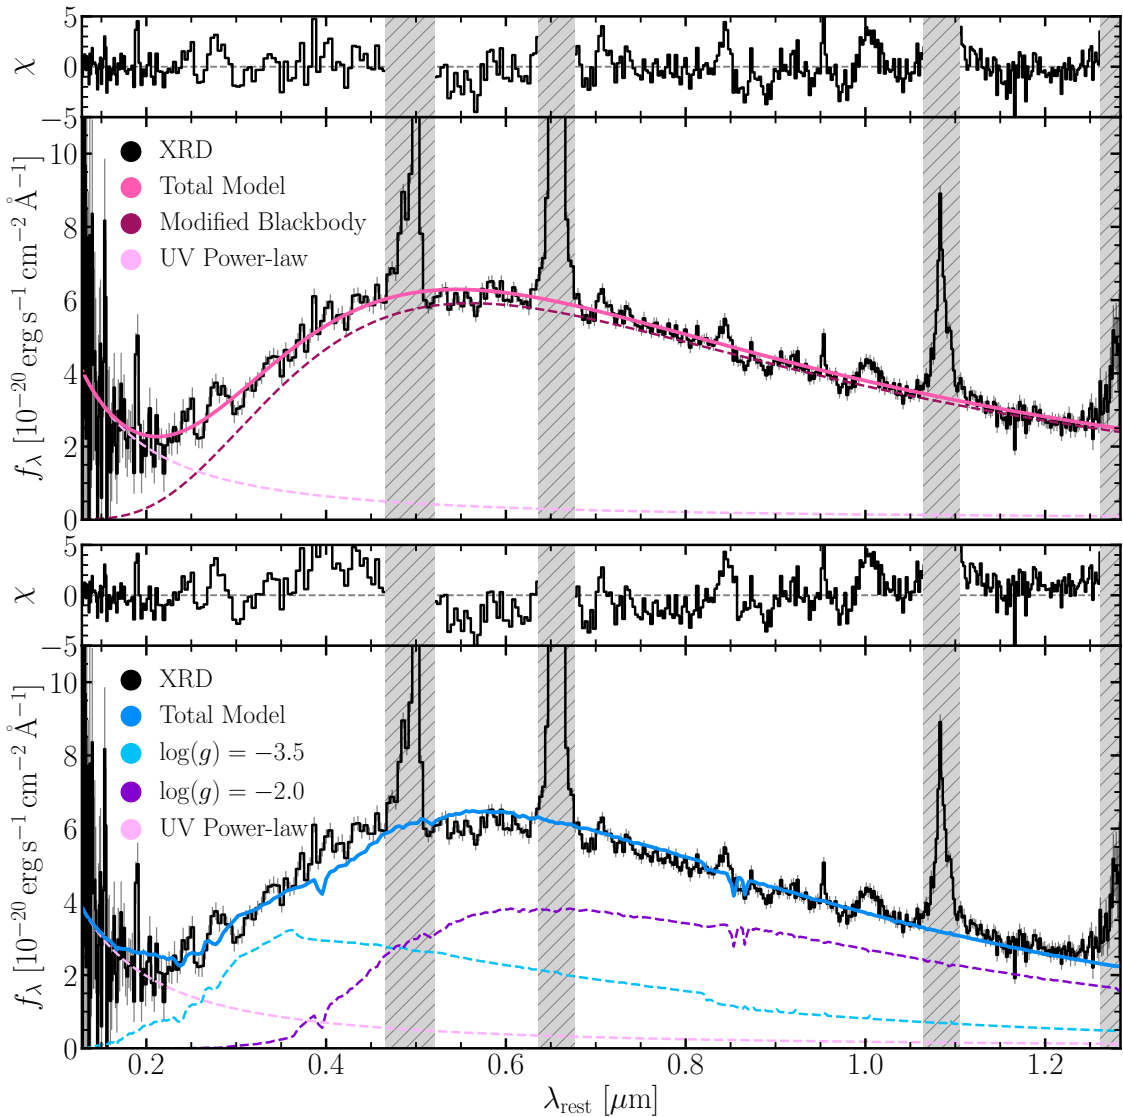 5
0
−5
χ
10
8
6
4
2
0
f_λ [10⁻²⁰ erg s⁻¹ cm⁻² Å⁻¹]
XRD
Total Model
Modified Blackbody
UV Power-law
5
0
−5
χ
10
8
6
4
2
0
f_λ [10⁻²⁰ erg s⁻¹ cm⁻² Å⁻¹]
XRD
Total Model
log(g) = −3.5
log(g) = −2.0
UV Power-law
0.2 0.4 0.6 0.8 1.0 1.2
λ_rest [μm]